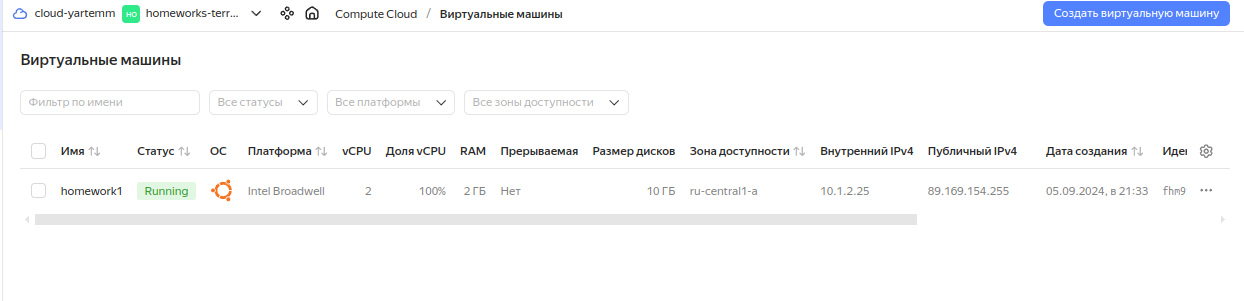 cloud-yartemm но homeworks-terr... Compute Cloud / Виртуальные машины Создать виртуальную машину
Виртуальные машины
Фильтр по имени Все статусы Все платформы Все зоны доступности
Имя Статус ОС Платформа vCPU Доля vCPU RAM Прерываемая Размер дисков Зона доступности Внутренний IPv4 Публичный IPv4 Дата создания Иден
homework1 Running Intel Broadwell 2 100% 2 ГБ Нет 10 ГБ ru-central1-a 10.1.2.25 89.169.154.255 05.09.2024, в 21:33 fhm9